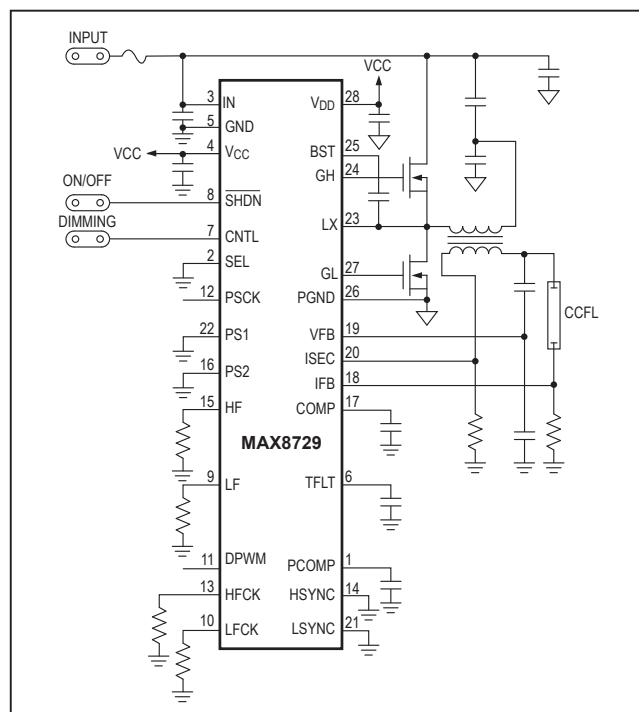 INPUT
VCC
3 IN
VDD 28
5 GND
4 VCC
VCC
BST 25
GH 24
ON/OFF
8 SHDN
DIMMING
7 CNTL
LX 23
2 SEL
GL 27
12 PSCK
PGND 26
CCFL
22 PS1
VFB 19
ISEC 20
16 PS2
IFB 18
15 HF
COMP 17
MAX8729
9 LF
TFLT 6
11 DPWM
PCOMP 1
13 HFCK
HSYNC 14
10 LFCK
LSYNC 21